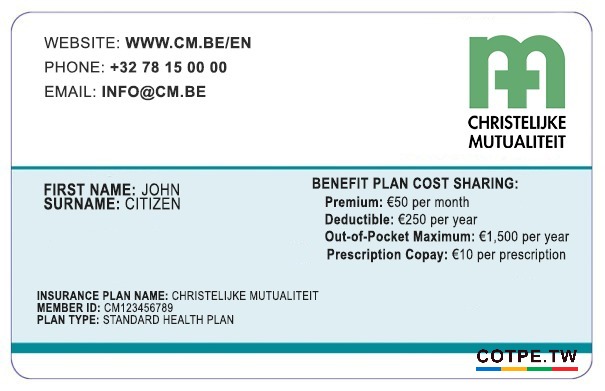 WEBSITE: WWW.CM.BE/EN
PHONE: +32 78 15 00 00
EMAIL: INFO@CM.BE
m
CHRISTELIJKE
MUTUALITEIT
FIRST NAME: JOHN
SURNAME: CITIZEN
BENEFIT PLAN COST SHARING:
Premium: €50 per month
Deductible: €250 per year
Out-of-Pocket Maximum: €1,500 per year
Prescription Copay: €10 per prescription
INSURANCE PLAN NAME: CHRISTELIJKE MUTUALITEIT
MEMBER ID: CM123456789
PLAN TYPE: STANDARD HEALTH PLAN
COTPE.TW